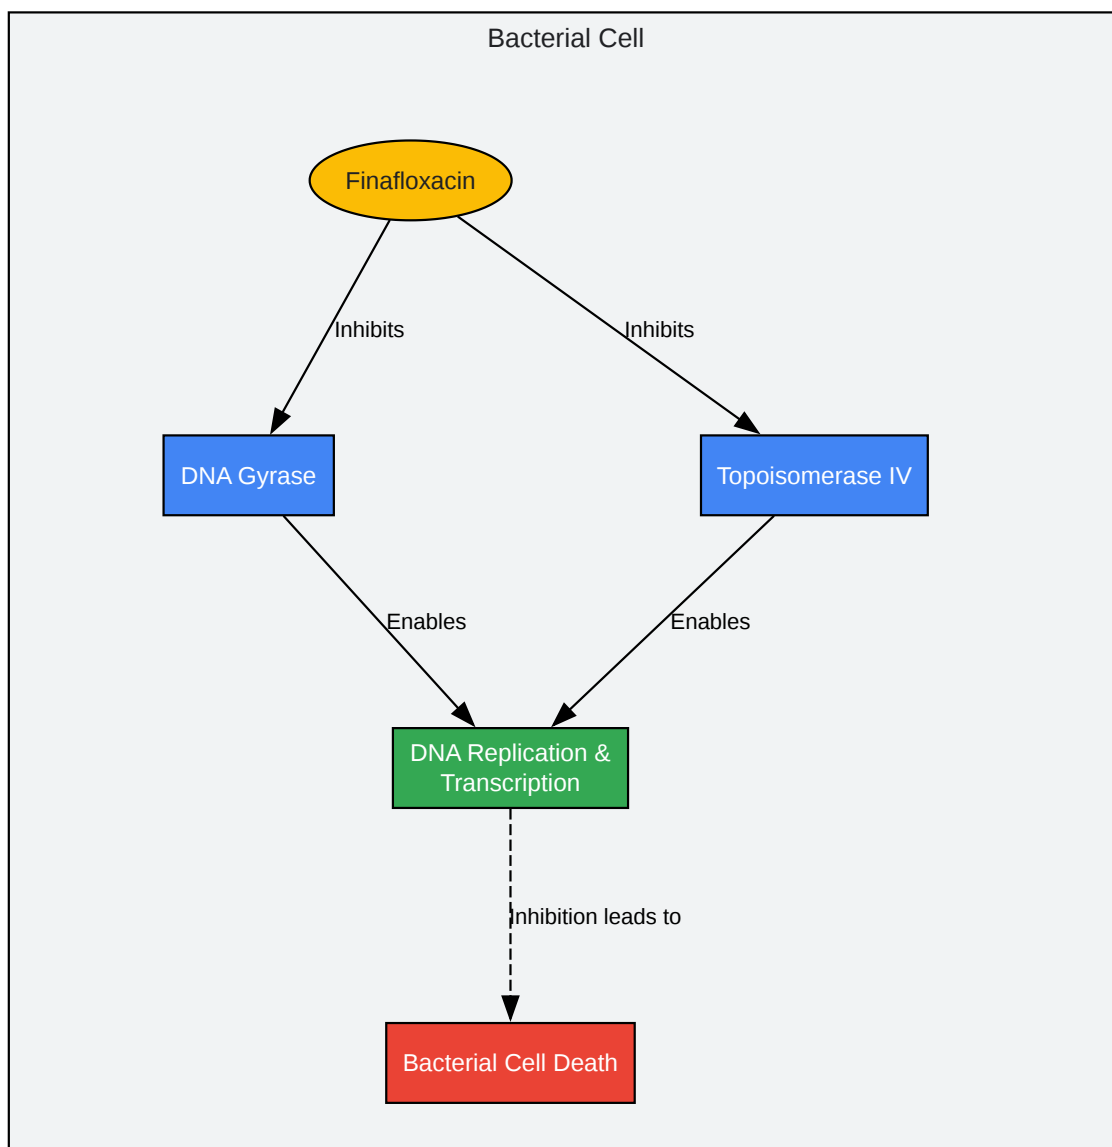 Bacterial Cell
Finafloxacin
Inhibits
Inhibits
DNA Gyrase
Topoisomerase IV
Enables
Enables
DNA Replication &
Transcription
Inhibition leads to
Bacterial Cell Death